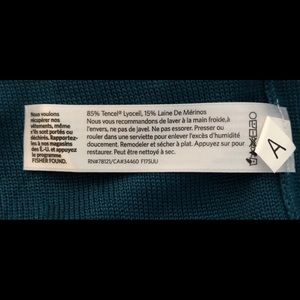 Nous voulons
récupérer nos
vêtements, même
s'ils sont portés ou
déchirés. Rapportez-
les à nos magasins
des E.-U. et appuyez
le programme
FISHER FOUND.
85% Tencel® Lyocell, 15% Laine De Mérinos
Nous vous recommandons de laver à la main froide,à
l'envers, ne pas de javel. Ne pas essorer. Presser ou
rouler dans une serviette pour enlever l'excès d'humidité
doucement. Remodeler et sécher à plat. Appuyez sur pour
restaurer. Peut être nettoyé à sec.
RN#78121/CA#34460 F17SUU
A